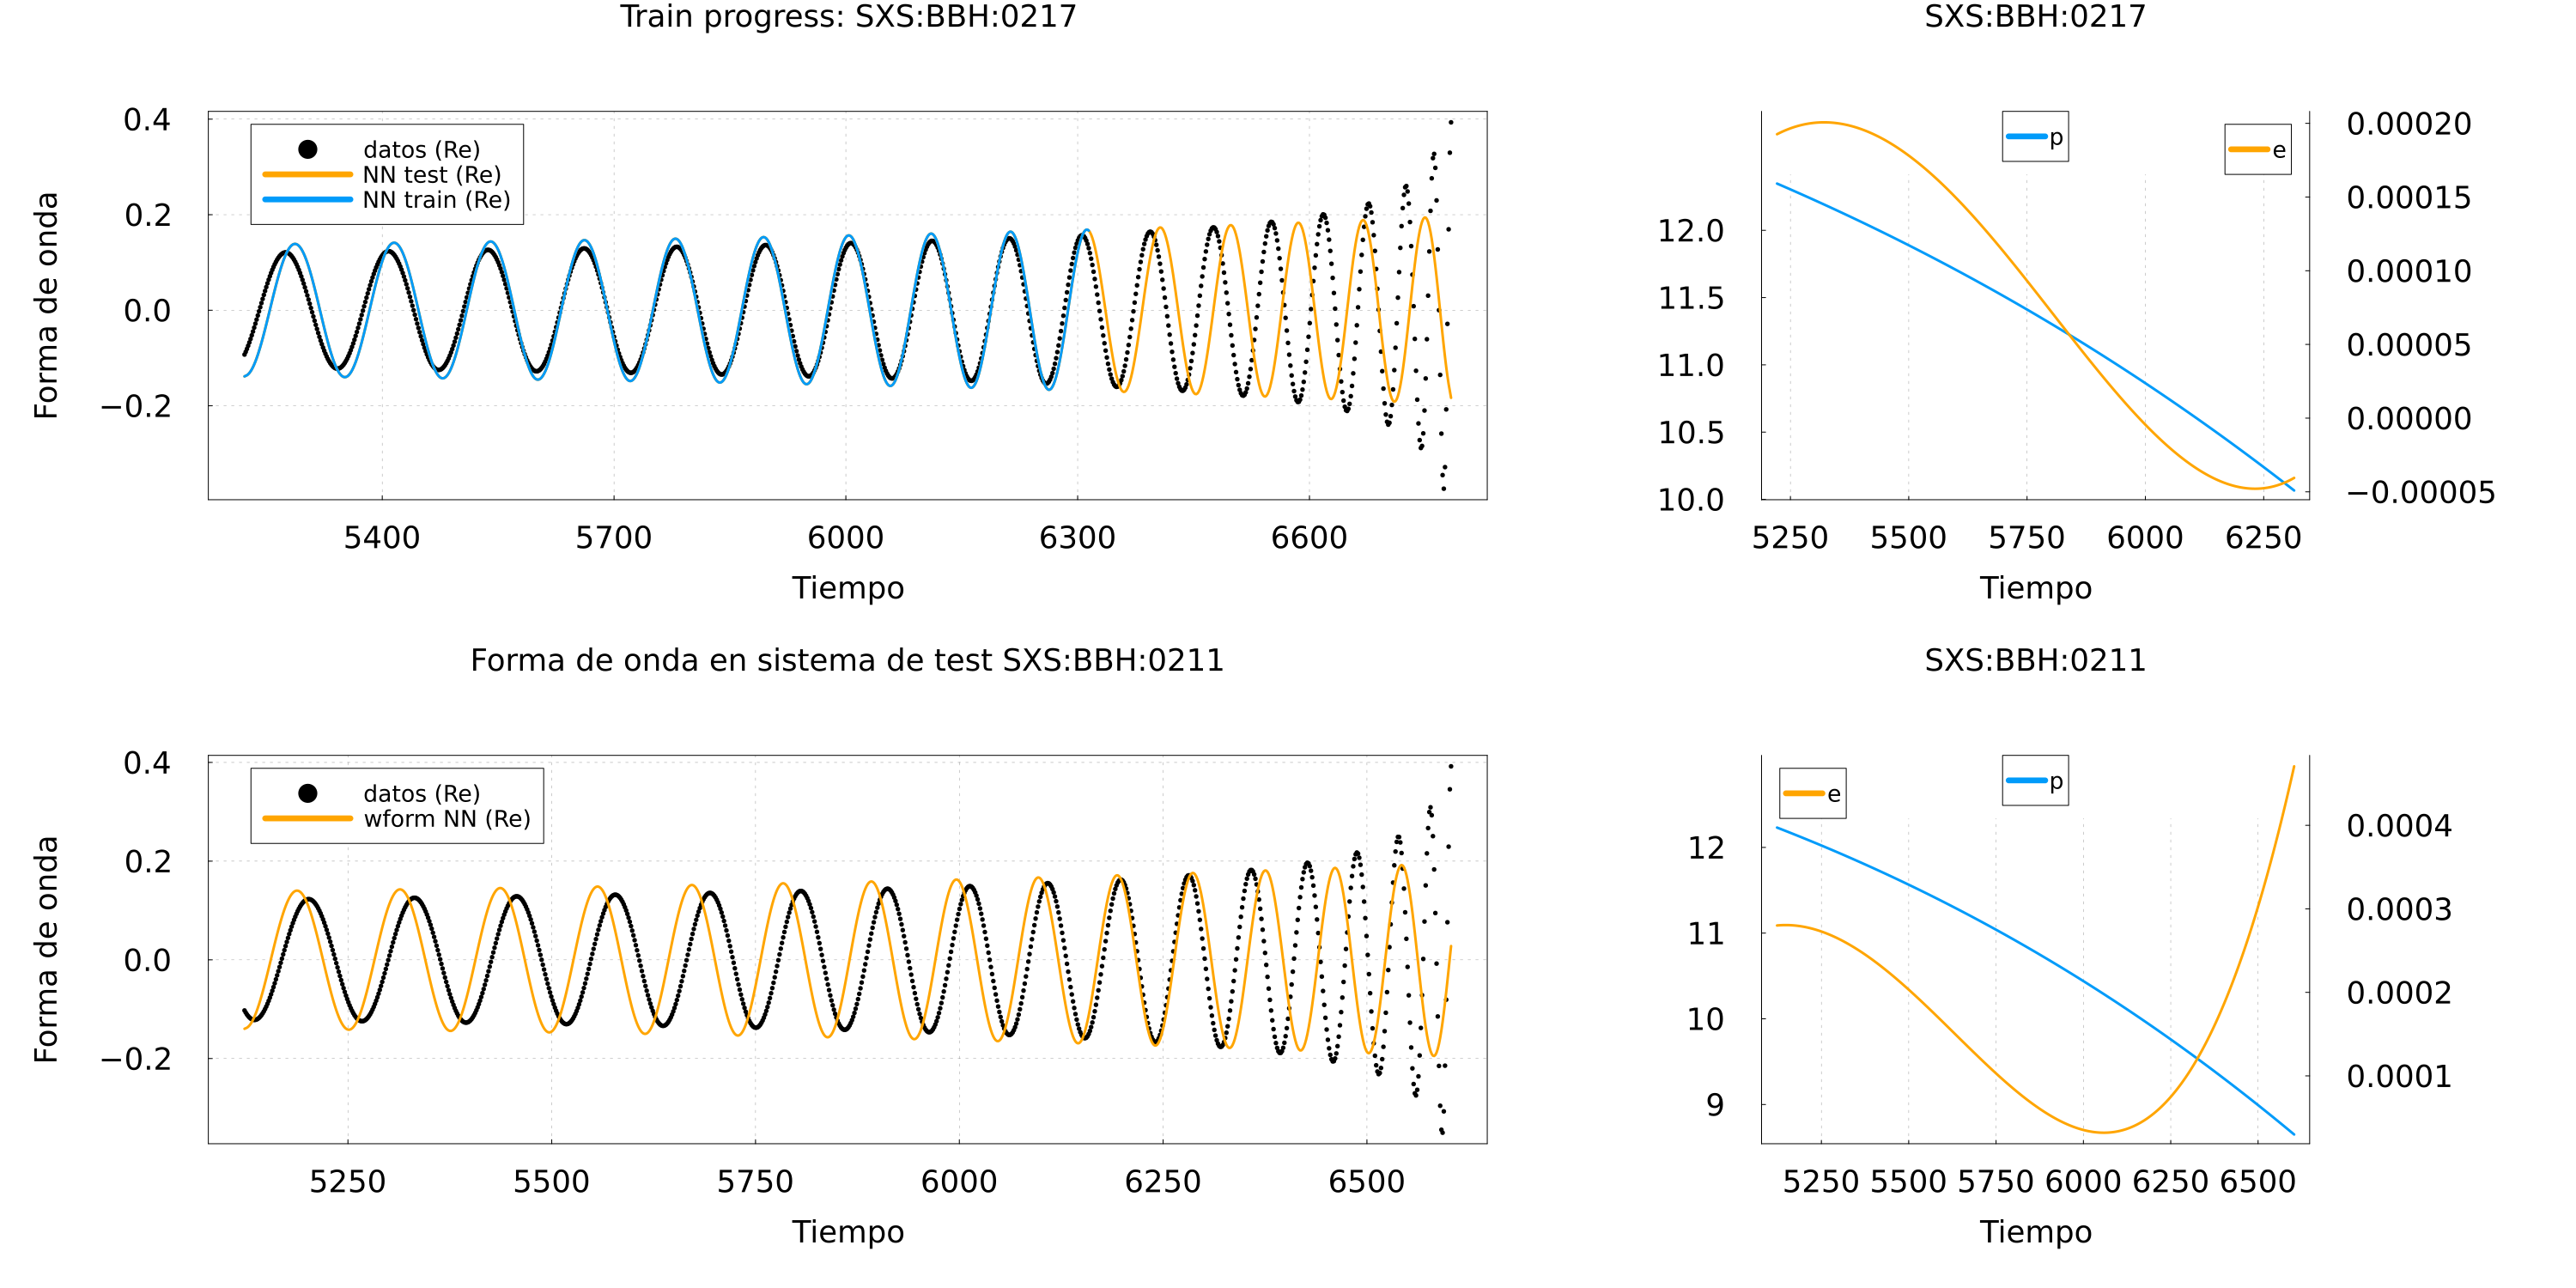 Train progress: SXS:BBH:0217
Forma de onda
0.4
0.2
0.0
−0.2
datos (Re)
NN test (Re)
NN train (Re)
5400 5700 6000 6300 6600
Tiempo
SXS:BBH:0217
12.0
11.5
11.0
10.5
10.0
p
e
0.00020
0.00015
0.00010
0.00005
0.00000
−0.00005
5250 5500 5750 6000 6250
Tiempo
Forma de onda en sistema de test SXS:BBH:0211
Forma de onda
0.4
0.2
0.0
−0.2
datos (Re)
wform NN (Re)
5250 5500 5750 6000 6250 6500
Tiempo
SXS:BBH:0211
12
11
10
9
e
p
0.0004
0.0003
0.0002
0.0001
5250 5500 5750 6000 6250 6500
Tiempo